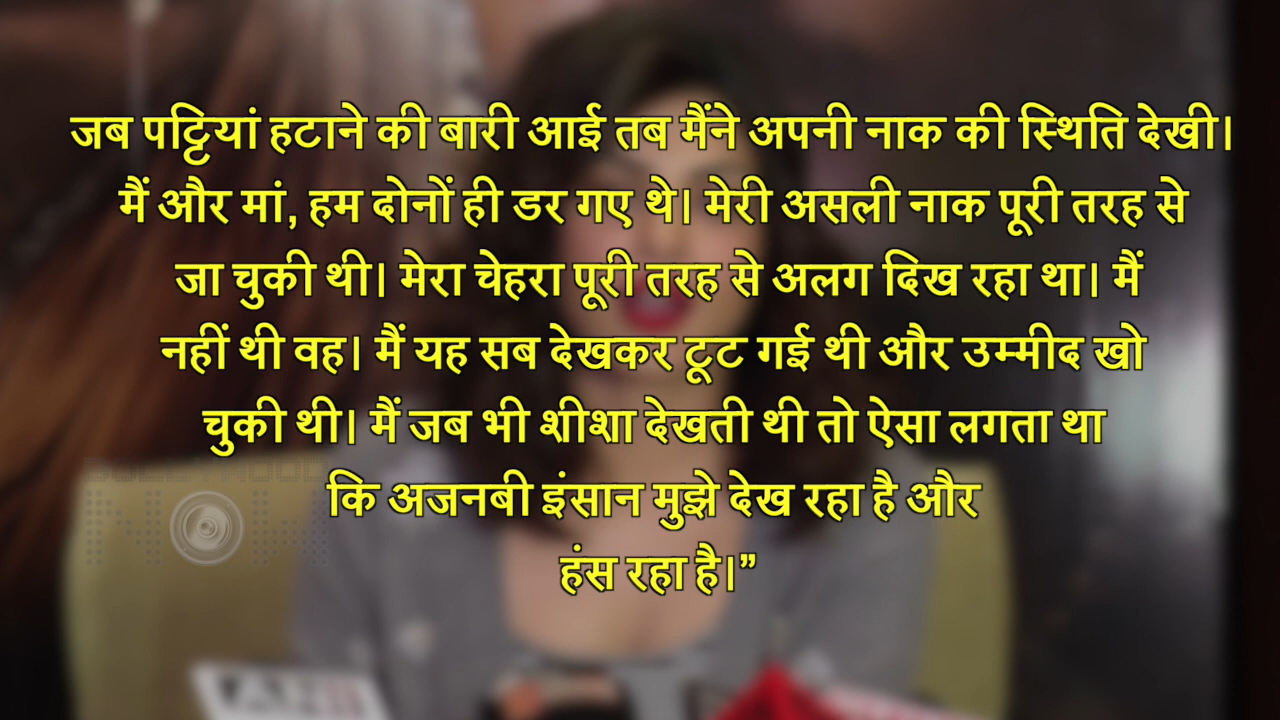 जब पट्टियां हटाने की बारी आई तब मैंने अपनी नाक की स्थिति देखी।
मैं और मां, हम दोनों ही डर गए थे। मेरी असली नाक पूरी तरह से
जा चुकी थी। मेरा चेहरा पूरी तरह से अलग दिख रहा था। मैं
नहीं थी वह। मैं यह सब देखकर टूट गई थी और उम्मीद खो
चुकी थी। मैं जब भी शीशा देखती थी तो ऐसा लगता था
कि अजनबी इंसान मुझे देख रहा है और
हंस रहा है।”